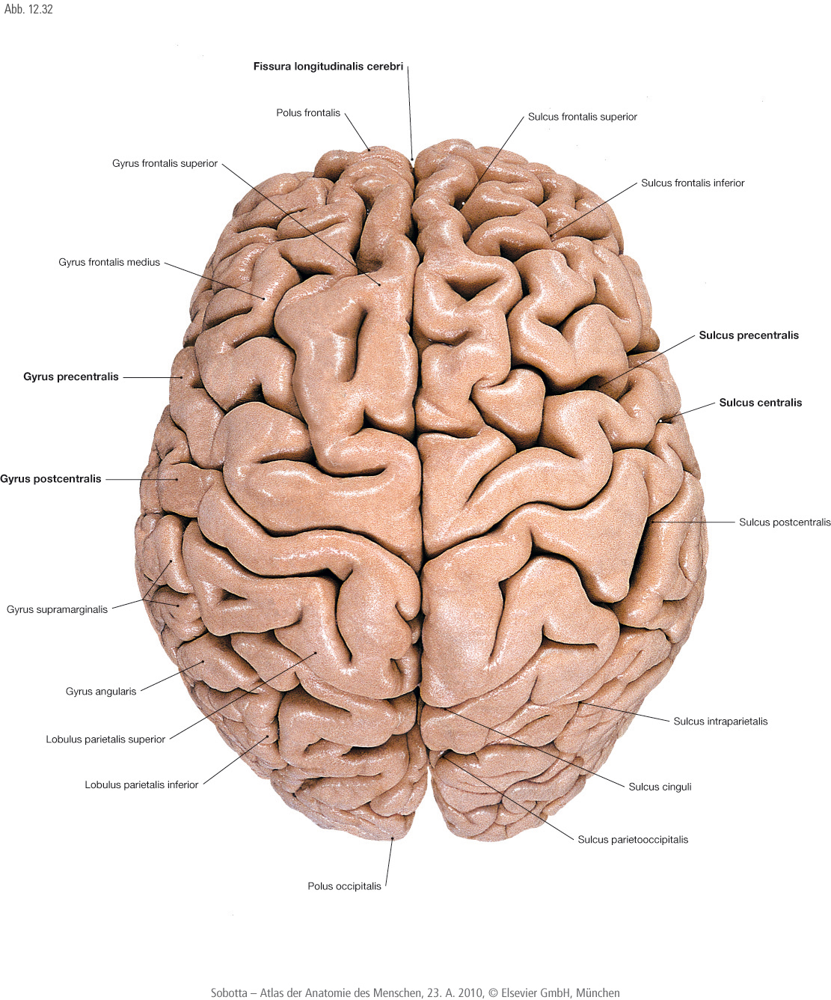 Abb. 12.32
Fissura longitudinalis cerebri
Polus frontalis
Sulcus frontalis superior
Gyrus frontalis superior
Sulcus frontalis inferior
Gyrus frontalis medius
Sulcus precentralis
Gyrus precentralis
Sulcus centralis
Gyrus postcentralis
Sulcus postcentralis
Gyrus supramarginalis
Gyrus angularis
Sulcus intraparietalis
Lobulus parietalis superior
Lobulus parietalis inferior
Sulcus cinguli
Sulcus parietooccipitalis
Polus occipitalis
Sobotta – Atlas der Anatomie des Menschen, 23. A. 2010, © Elsevier GmbH, München